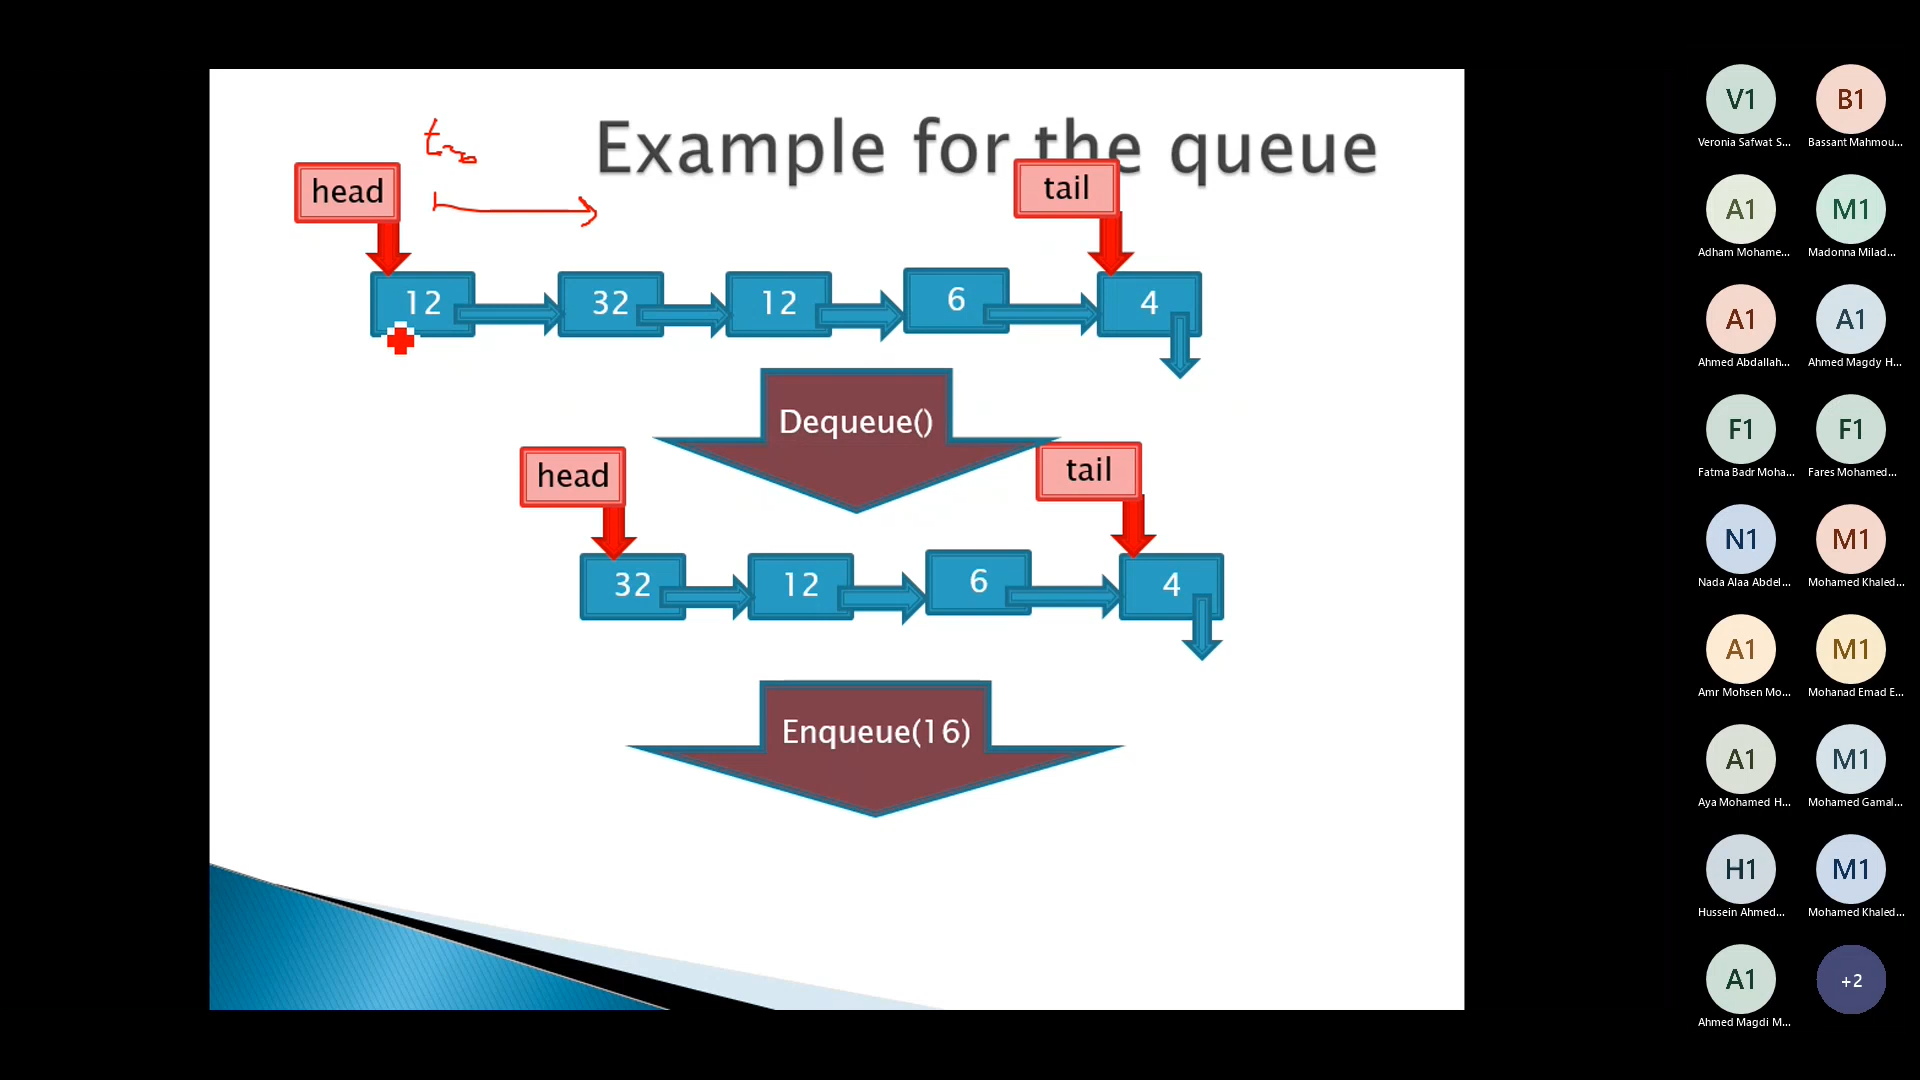 Example for the queue
head
tail
12
32
12
6
4
Dequeue()
head
tail
32
12
6
4
Enqueue(16)
V1
B1
Veronia Safwat S...
Bassant Mahmou...
A1
M1
Adham Mohame...
Madonna Milad...
A1
A1
Ahmed Abdallah...
Ahmed Magdy H...
F1
F1
Fatma Badr Moha...
Fares Mohamed...
N1
M1
Nada Alaa Abdel...
Mohamed Khaled...
A1
M1
Amr Mohsen Mo...
Mohanad Emad E...
A1
M1
Aya Mohamed H...
Mohamed Gamal...
H1
M1
Hussein Ahmed...
Mohamed Khaled...
A1
+2
Ahmed Magdi M...